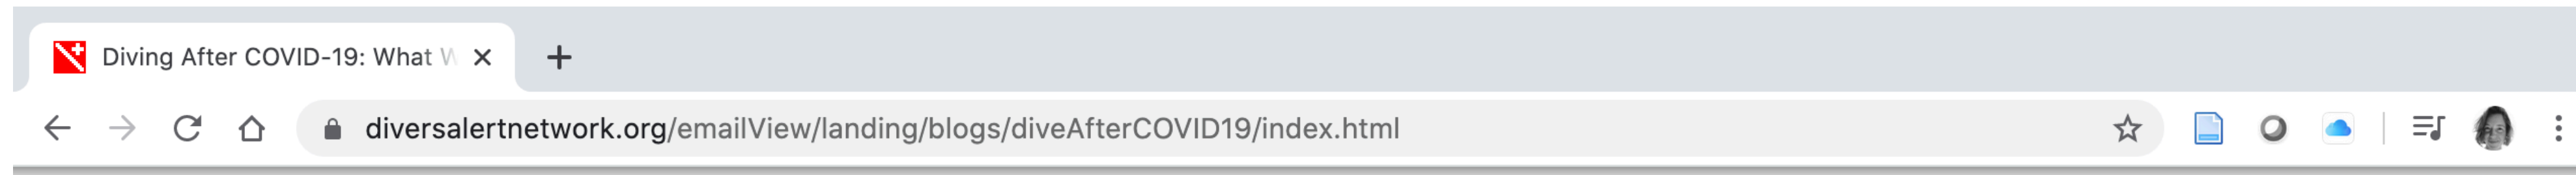 Diving After COVID-19: What
diversalertnetwork.org/emailView/landing/blogs/diveAfterCOVID19/index.html